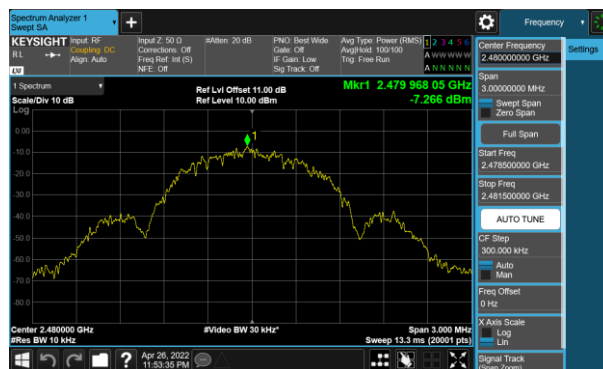 Spectrum Analyzer 1
Swept SA
Frequency
KEYSIGHT
Input: RF
Coupling: DC
Align: Auto
R L
LW
Input Z: 50 Ω
Corrections: Off
Freq Ref: Int (S)
NFE: Off
#Atten: 20 dB
PNO: Best Wide
Gate: Off
IF Gain: Low
Sig Track: Off
Avg Type: Power (RMS)
Avg|Hold: 100/100
Trig: Free Run
1 2 3 4 5 6
A W W W W W
A N N N N N
Center Frequency
2.480000000 GHz
Settings
Span
3.00000000 MHz
Swept Span
Zero Span
Full Span
Start Freq
2.478500000 GHz
Stop Freq
2.481500000 GHz
AUTO TUNE
CF Step
300.000 kHz
Auto
Man
Freq Offset
0 Hz
X Axis Scale
Log
Lin
Signal Track
(Span Zoom)
1 Spectrum
Scale/Div 10 dB
Log
Ref Lvl Offset 11.00 dB
Ref Level 10.00 dBm
Mkr1 2.479 968 05 GHz
-7.266 dBm
1
0.00
-10.0
-20.0
-30.0
-40.0
-50.0
-60.0
-70.0
-80.0
Center 2.480000 GHz
#Res BW 10 kHz
#Video BW 30 kHz*
Span 3.000 MHz
Sweep 13.3 ms (20001 pts)
?
Apr 26, 2022
11:53:35 PM